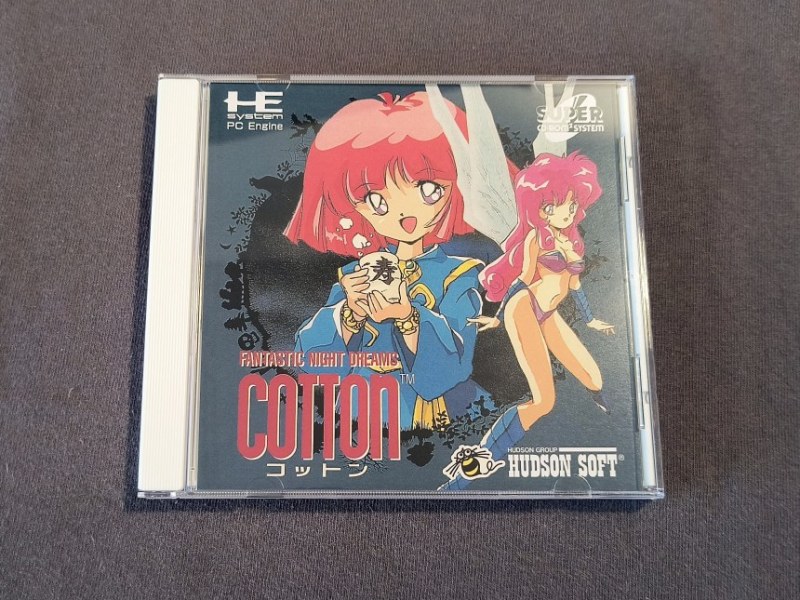 HE
system
PC Engine
SUPER
CD-ROM² SYSTEM
寿
FANTASTIC NIGHT DREAMS
COTTON™
コットン
HUDSON GROUP
HUDSON SOFT®